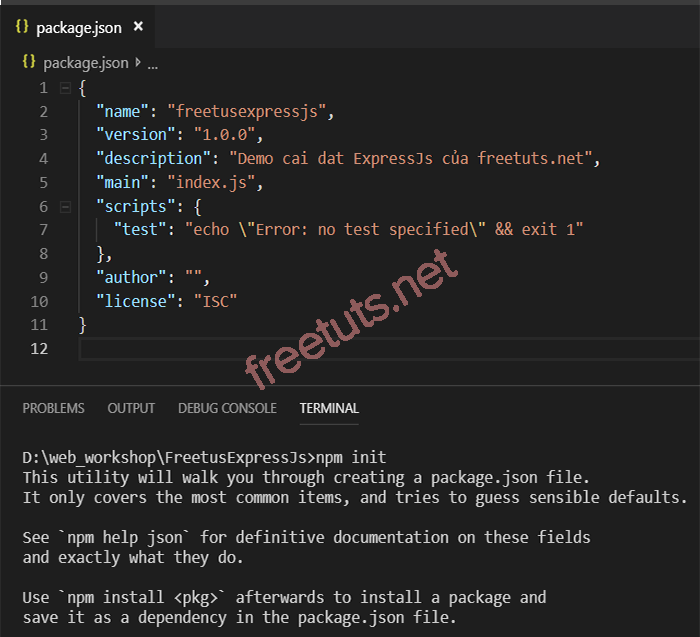 {} package.json ×
{} package.json › ...
1 {
2 "name": "freetusexpressjs",
3 "version": "1.0.0",
4 "description": "Demo cai dat ExpressJs của freetuts.net",
5 "main": "index.js",
6 "scripts": {
7 "test": "echo \"Error: no test specified\" && exit 1"
8 },
9 "author": "",
10 "license": "ISC"
11 }
12
freetuts.net
PROBLEMS OUTPUT DEBUG CONSOLE TERMINAL
D:\web_workshop\FreetusExpressJs>npm init
This utility will walk you through creating a package.json file.
It only covers the most common items, and tries to guess sensible defaults.
See `npm help json` for definitive documentation on these fields
and exactly what they do.
Use `npm install <pkg>` afterwards to install a package and
save it as a dependency in the package.json file.